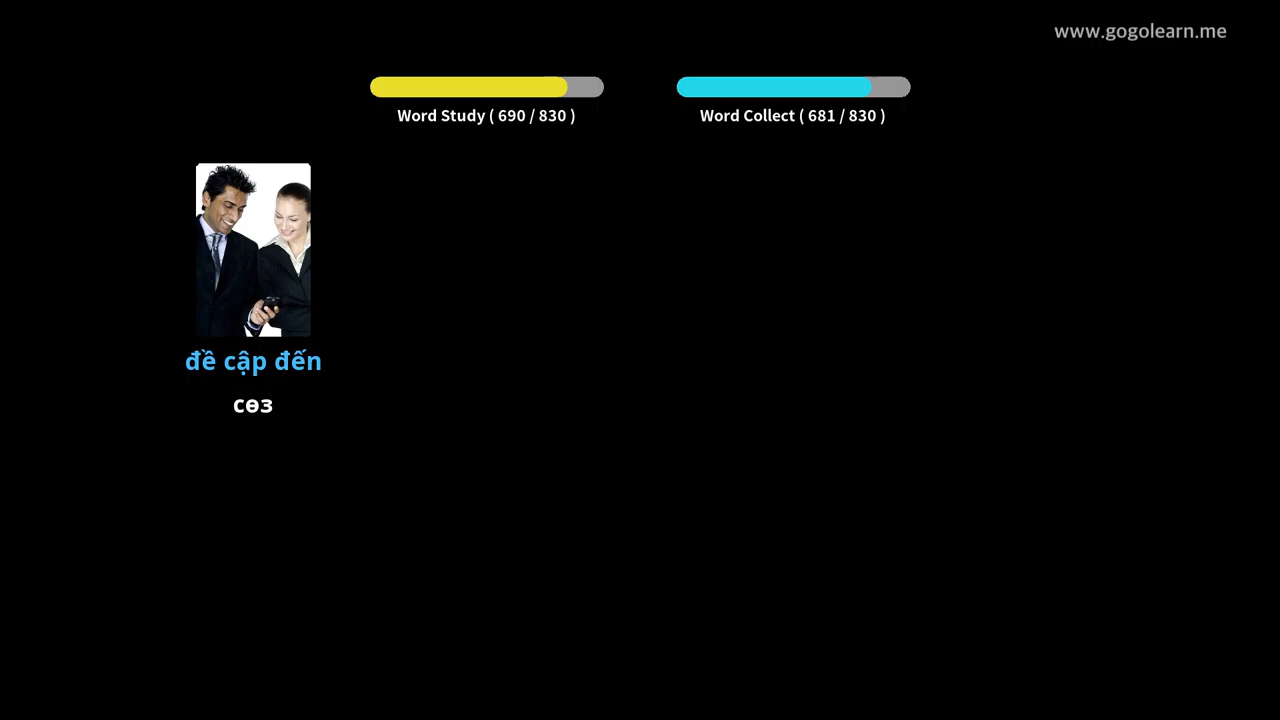 www.gogolearn.me
Word Study ( 690 / 830 )
Word Collect ( 681 / 830 )
đề cập đến
сөз